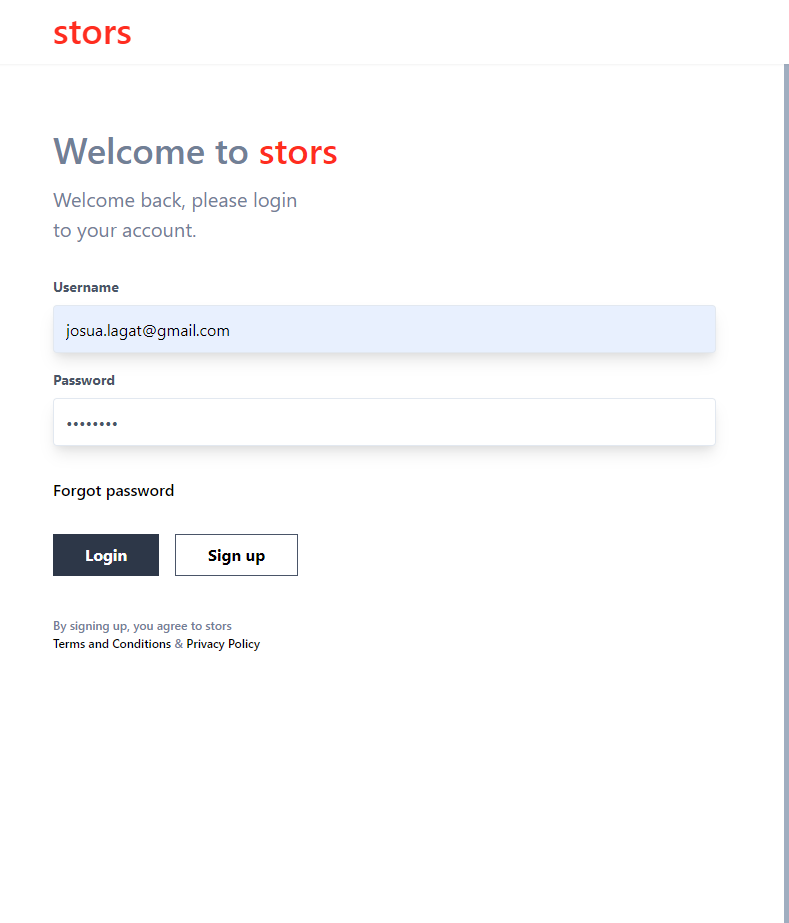 stors
Welcome to stors
Welcome back, please login
to your account.
Username
josua.lagat@gmail.com
Password
••••••••
Forgot password
Login
Sign up
By signing up, you agree to stors
Terms and Conditions & Privacy Policy